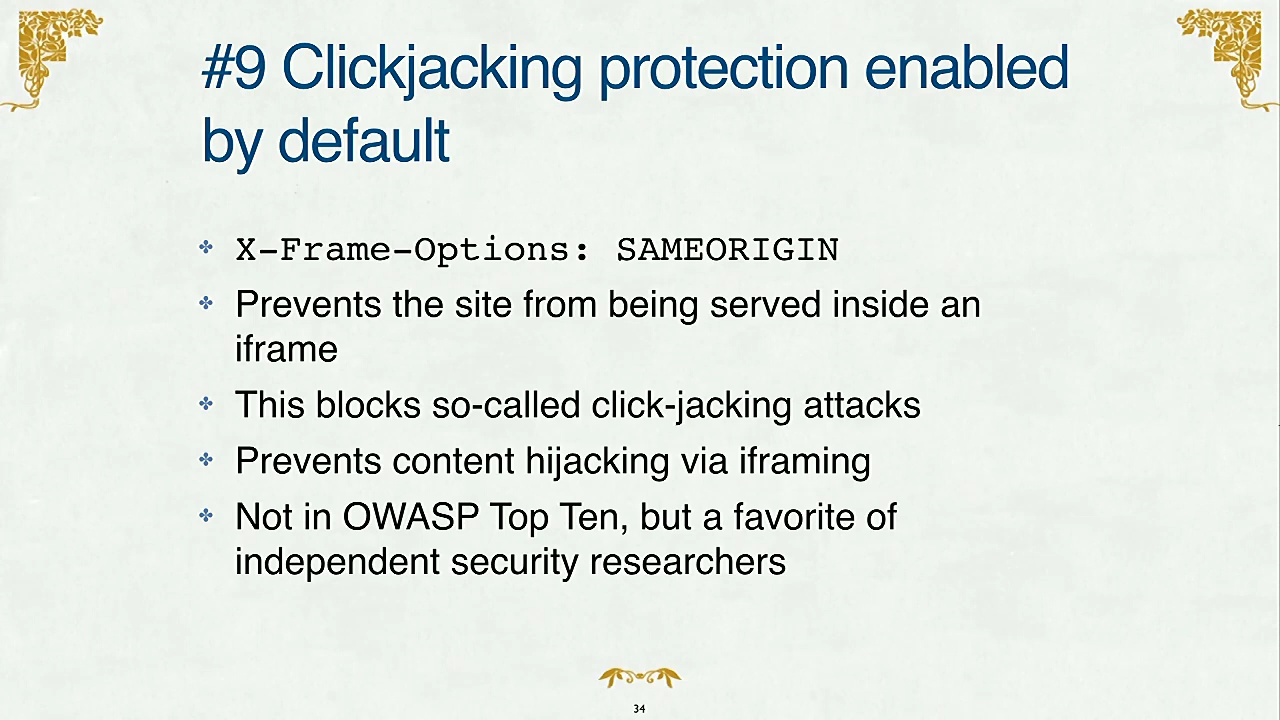 #9 Clickjacking protection enabled
by default
X-Frame-Options: SAMEORIGIN
Prevents the site from being served inside an
iframe
This blocks so-called click-jacking attacks
Prevents content hijacking via iframing
Not in OWASP Top Ten, but a favorite of
independent security researchers
34